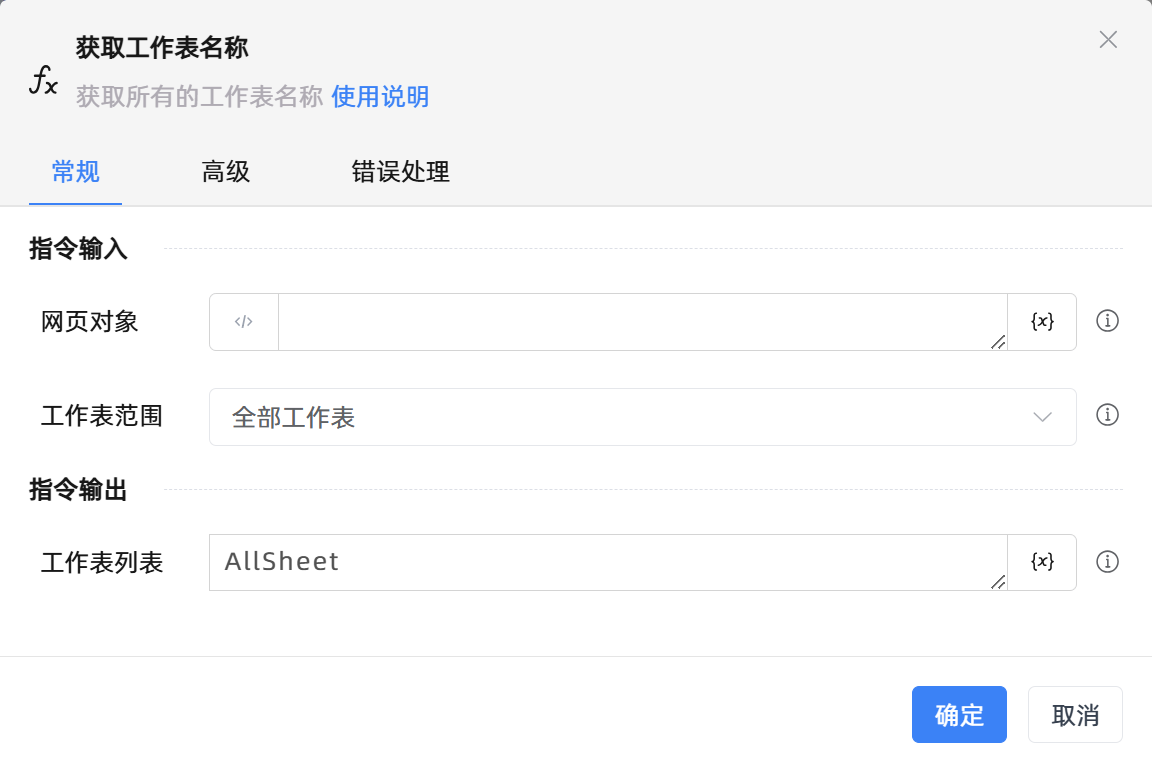 获取工作表名称
fx
获取所有的工作表名称 使用说明
常规 高级 错误处理
指令输入
网页对象 </> {x}
工作表范围 全部工作表
指令输出
工作表列表 AllSheet {x}
确定 取消